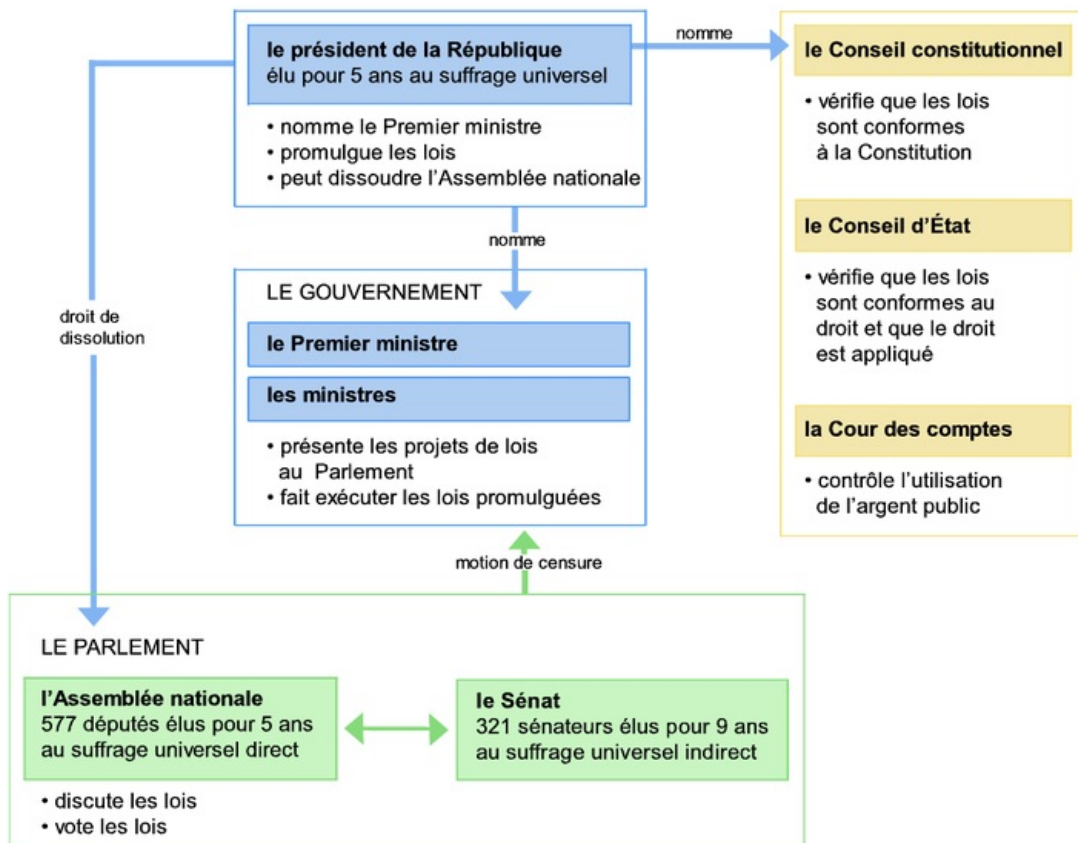 nomme
le président de la République
élu pour 5 ans au suffrage universel
• nomme le Premier ministre
• promulgue les lois
• peut dissoudre l'Assemblée nationale
nomme
droit de
dissolution
LE GOUVERNEMENT
le Premier ministre
les ministres
• présente les projets de lois
au Parlement
• fait exécuter les lois promulguées
le Conseil constitutionnel
• vérifie que les lois
sont conformes
à la Constitution
le Conseil d'État
• vérifie que les lois
sont conformes au
droit et que le droit
est appliqué
la Cour des comptes
• contrôle l'utilisation
de l'argent public
motion de censure
LE PARLEMENT
l'Assemblée nationale
577 députés élus pour 5 ans
au suffrage universel direct
• discute les lois
• vote les lois
le Sénat
321 sénateurs élus pour 9 ans
au suffrage universel indirect